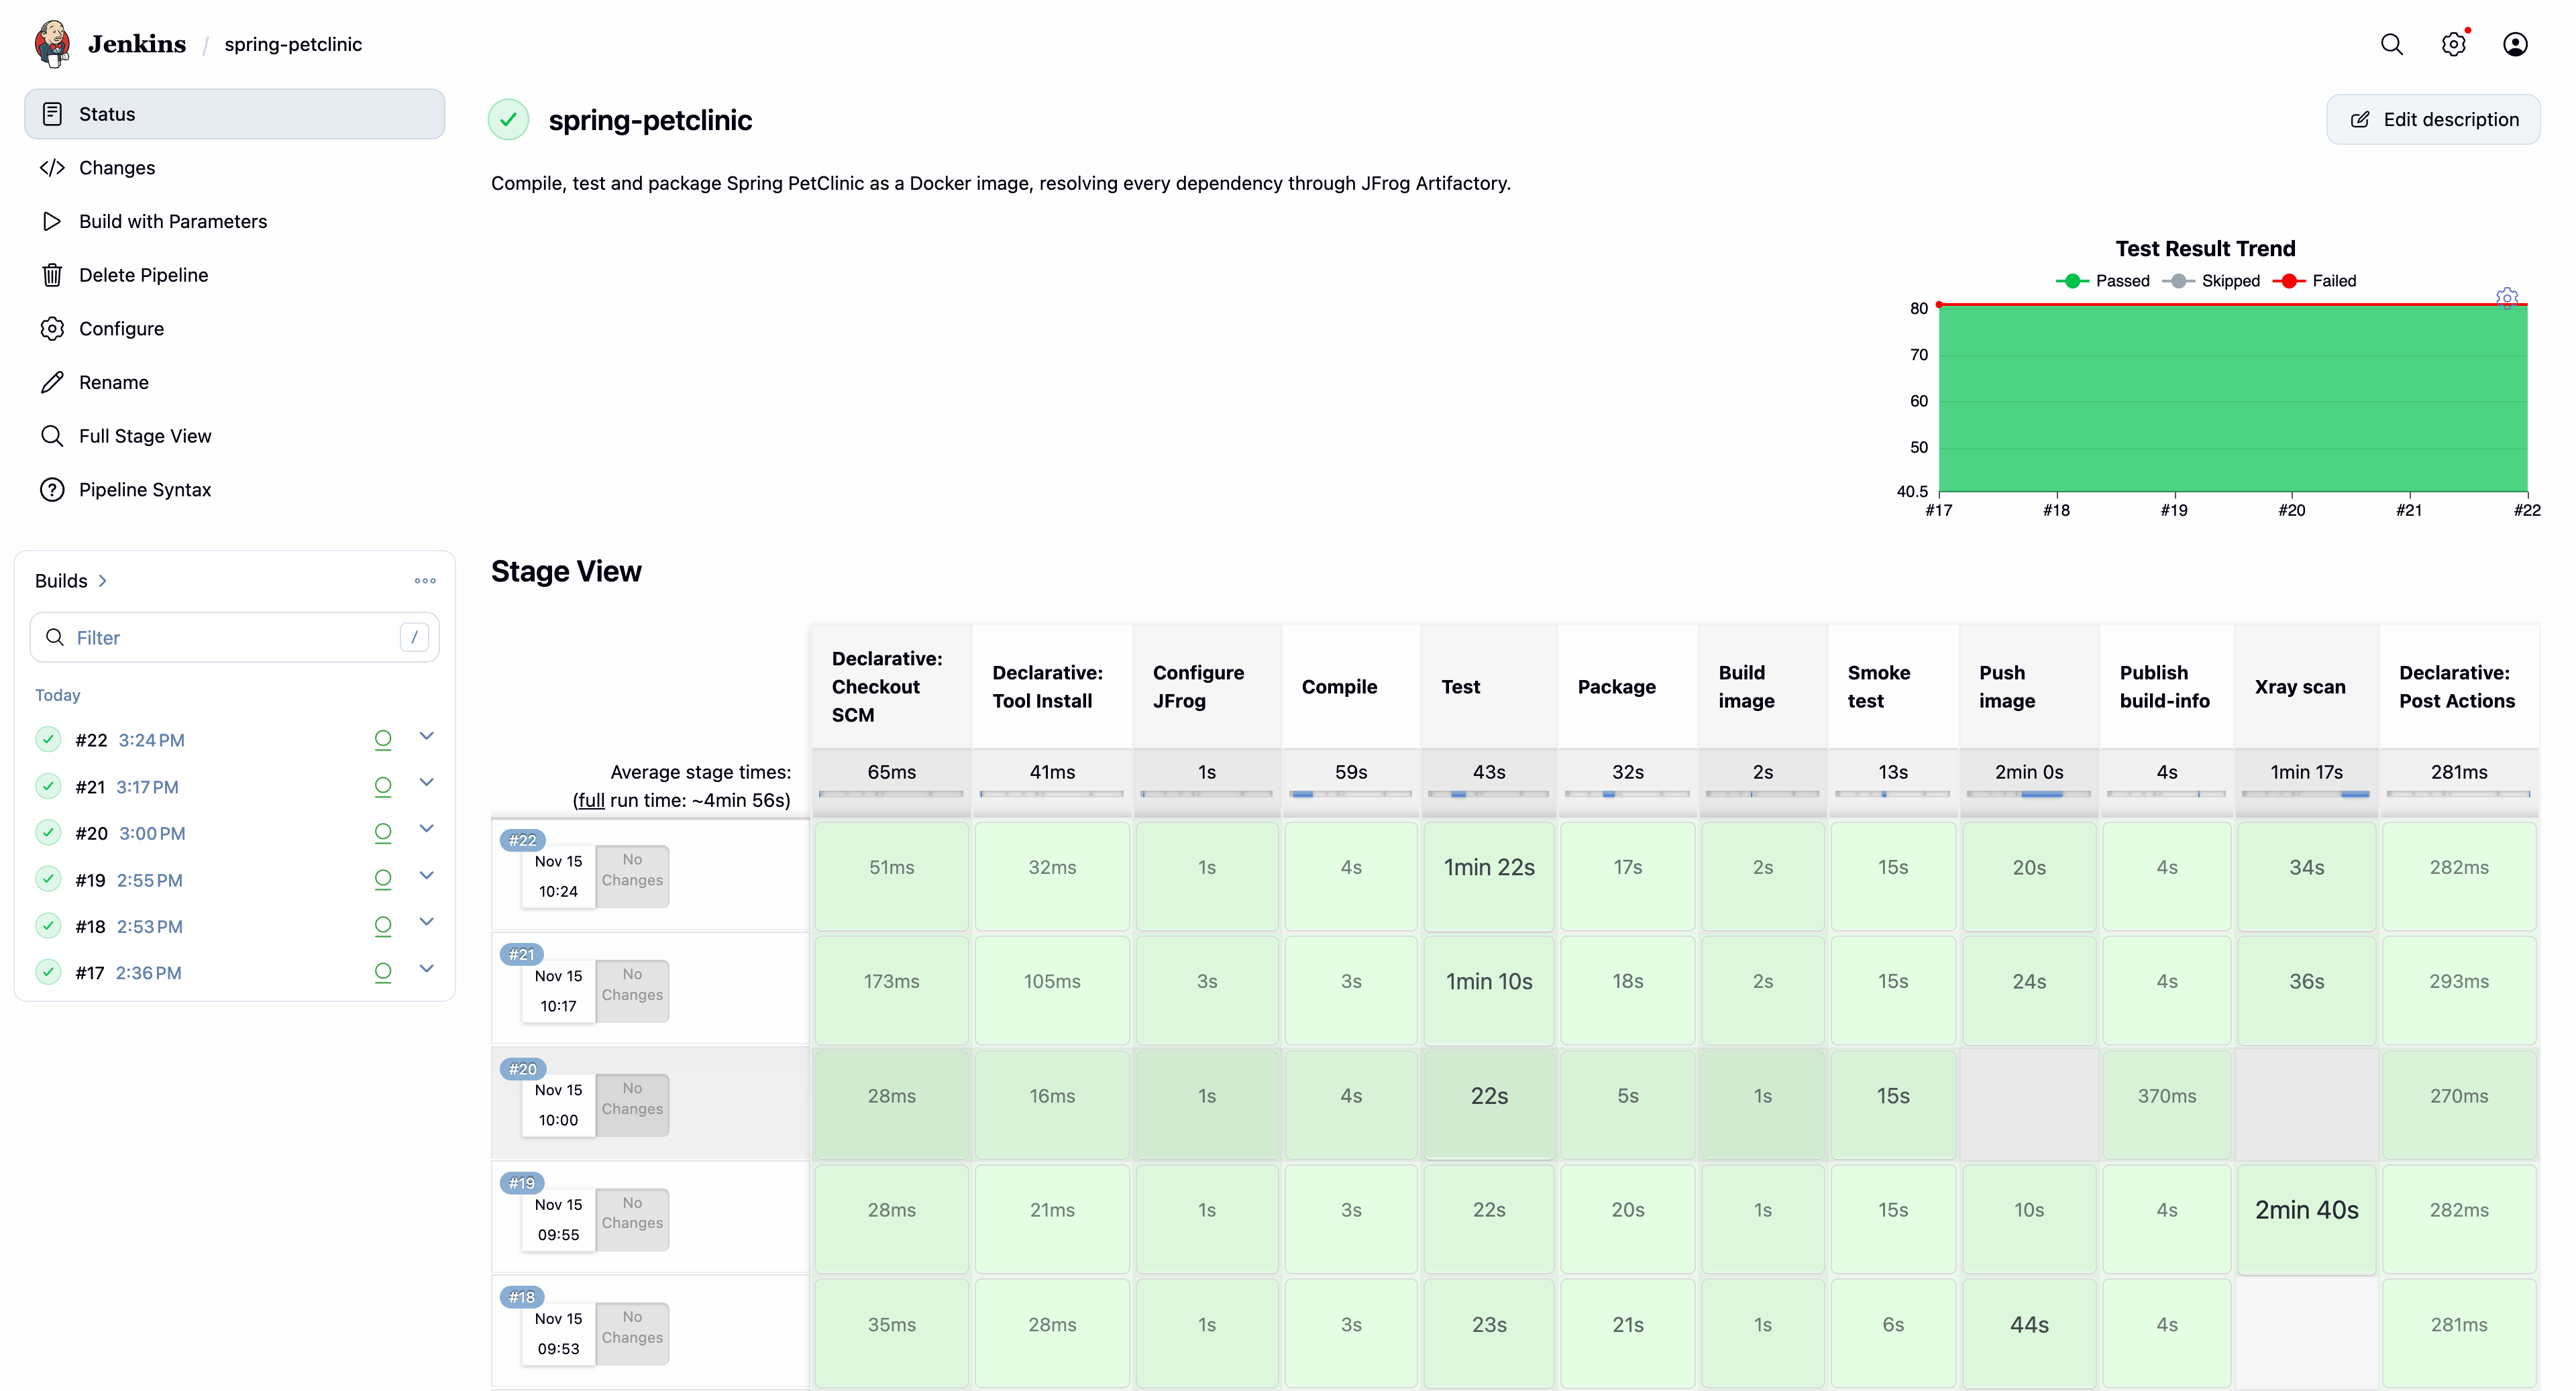 Jenkins / spring-petclinic
Status
Changes
Build with Parameters
Delete Pipeline
Configure
Rename
Full Stage View
Pipeline Syntax
Builds
Filter /
Today
#22 3:24 PM
#21 3:17 PM
#20 3:00 PM
#19 2:55 PM
#18 2:53 PM
#17 2:36 PM
spring-petclinic
Edit description
Compile, test and package Spring PetClinic as a Docker image, resolving every dependency through JFrog Artifactory.
Test Result Trend
Passed Skipped Failed
80
70
60
50
40.5
#17 #18 #19 #20 #21 #22
Stage View
Declarative: Checkout SCM
Declarative: Tool Install
Configure JFrog
Compile
Test
Package
Build image
Smoke test
Push image
Publish build-info
Xray scan
Declarative: Post Actions
Average stage times:
(full run time: ~4min 56s)
65ms 41ms 1s 59s 43s 32s 2s 13s 2min 0s 4s 1min 17s 281ms
#22
Nov 15
10:24
No Changes
51ms 32ms 1s 4s 1min 22s 17s 2s 15s 20s 4s 34s 282ms
#21
Nov 15
10:17
No Changes
173ms 105ms 3s 3s 1min 10s 18s 2s 15s 24s 4s 36s 293ms
#20
Nov 15
10:00
No Changes
28ms 16ms 1s 4s 22s 5s 1s 15s 370ms 270ms
#19
Nov 15
09:55
No Changes
28ms 21ms 1s 3s 22s 20s 1s 15s 10s 4s 2min 40s 282ms
#18
Nov 15
09:53
No Changes
35ms 28ms 1s 3s 23s 21s 1s 6s 44s 4s 281ms